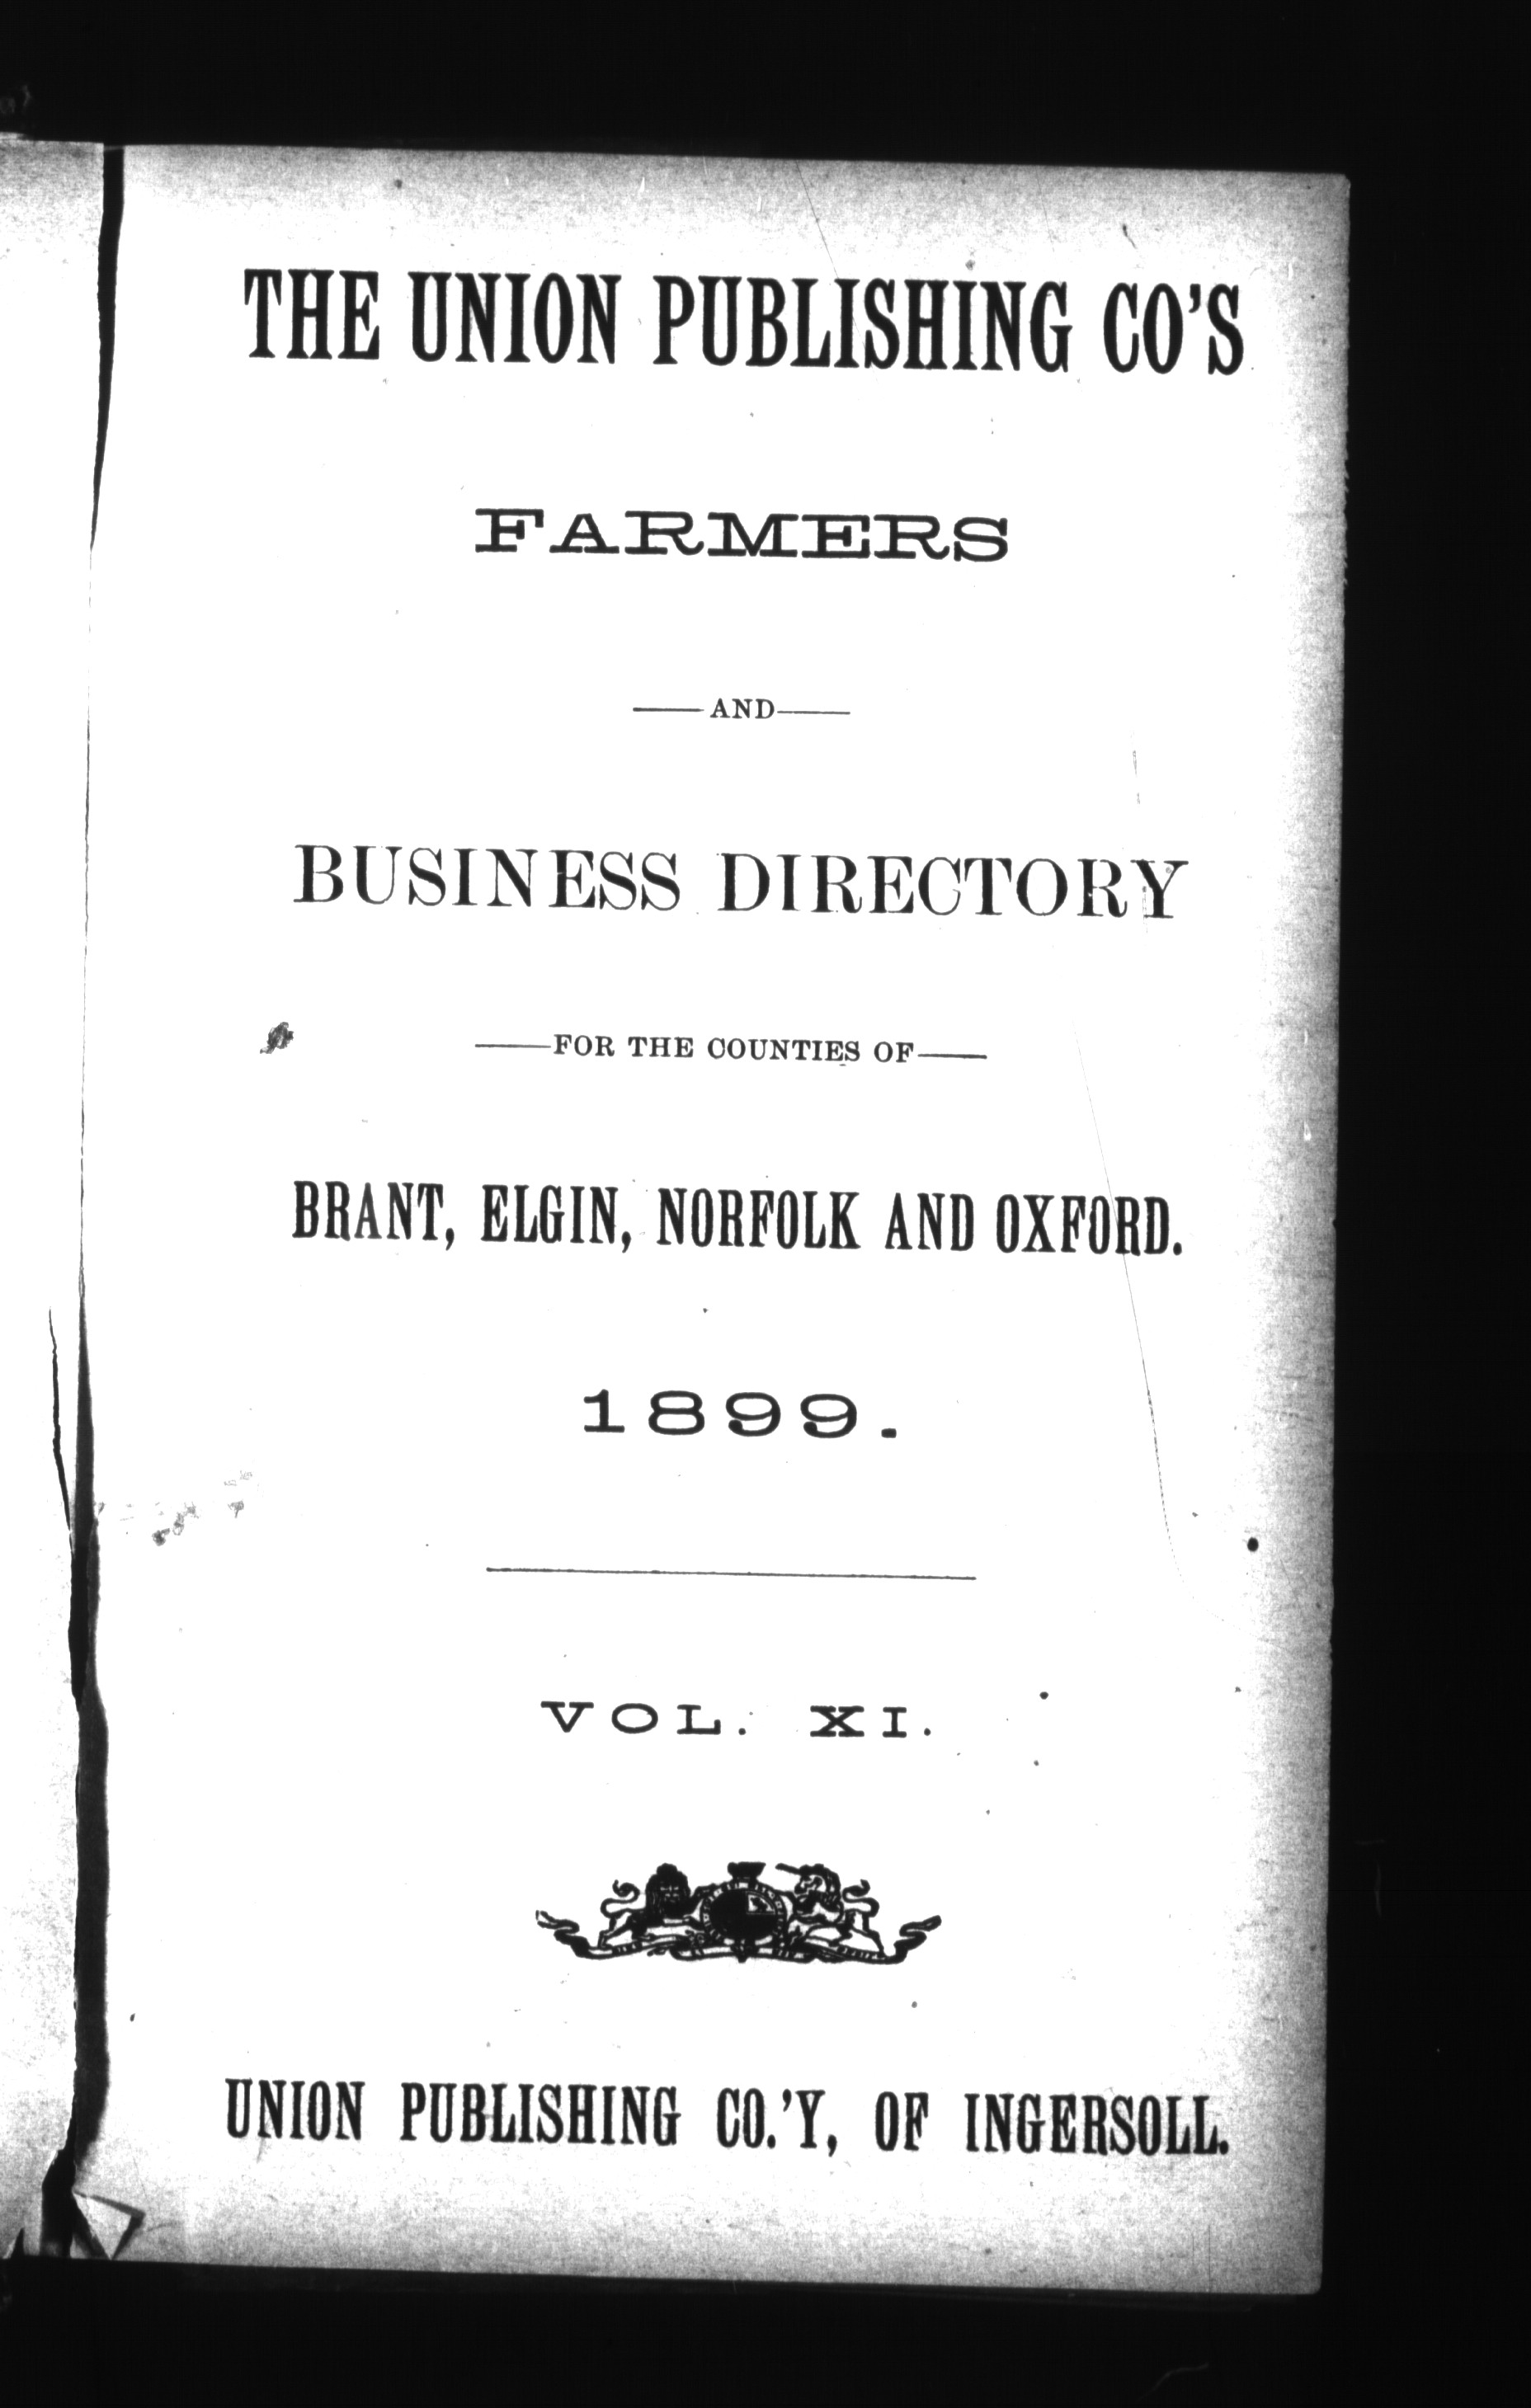 THE UNION PUBLISHING CO'S
FARMERS
AND
BUSINESS DIRECTORY
FOR THE COUNTIES OF
BRANT, ELGIN, NORFOLK AND OXFORD.
1899.
VOL. XI.
UNION PUBLISHING CO.'Y, OF INGERSOLL.